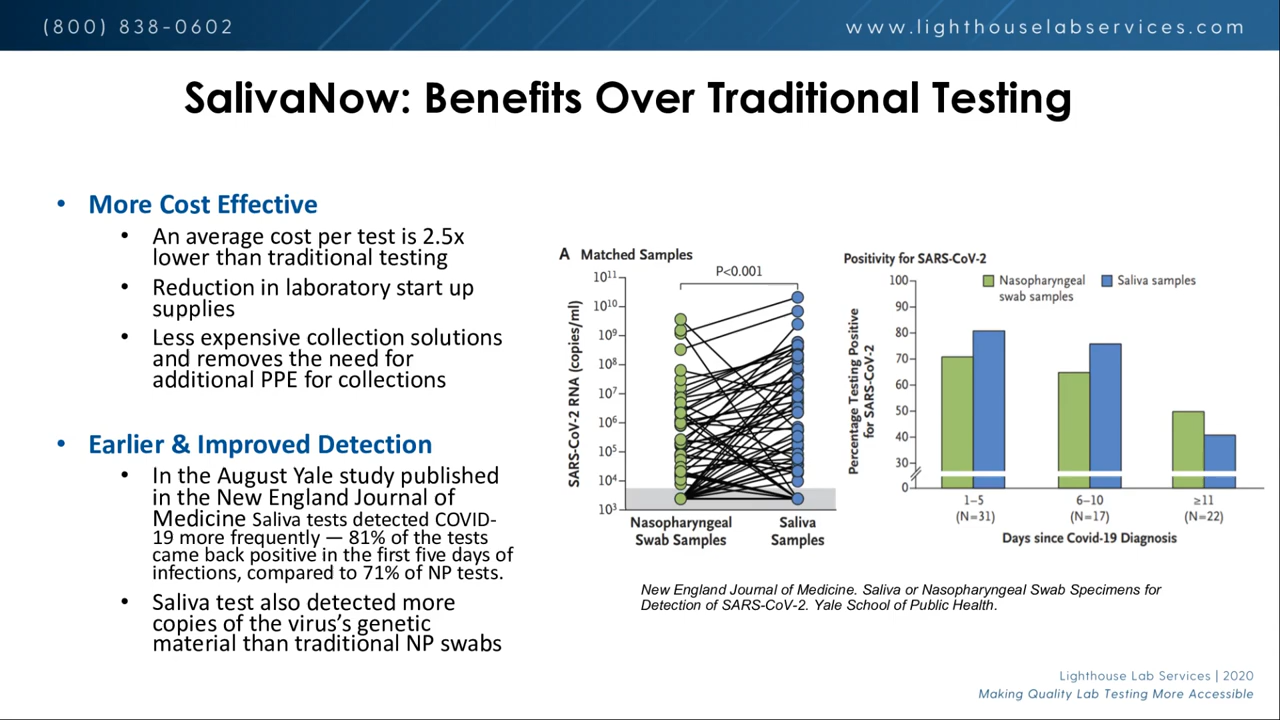 (800) 838-0602
www.lighthouselabservices.com
SalivaNow: Benefits Over Traditional Testing
• More Cost Effective
• An average cost per test is 2.5x
lower than traditional testing
• Reduction in laboratory start up
supplies
• Less expensive collection solutions
and removes the need for
additional PPE for collections
• Earlier & Improved Detection
• In the August Yale study published
in the New England Journal of
Medicine Saliva tests detected COVID-
19 more frequently — 81% of the tests
came back positive in the first five days of
infections, compared to 71% of NP tests.
• Saliva test also detected more
copies of the virus’s genetic
material than traditional NP swabs
A Matched Samples
P<0.001
SARS-CoV-2 RNA (copies/ml)
10¹¹
10¹⁰
10⁹
10⁸
10⁷
10⁶
10⁵
10⁴
10³
Nasopharyngeal
Swab Samples
Saliva
Samples
Positivity for SARS-CoV-2
Nasopharyngeal
swab samples
Saliva samples
Percentage Testing Positive
for SARS-CoV-2
100
90
80
70
60
50
40
30
0
1–5
(N=31)
6–10
(N=17)
≥11
(N=22)
Days since Covid-19 Diagnosis
New England Journal of Medicine. Saliva or Nasopharyngeal Swab Specimens for
Detection of SARS-CoV-2. Yale School of Public Health.
Lighthouse Lab Services | 2020
Making Quality Lab Testing More Accessible